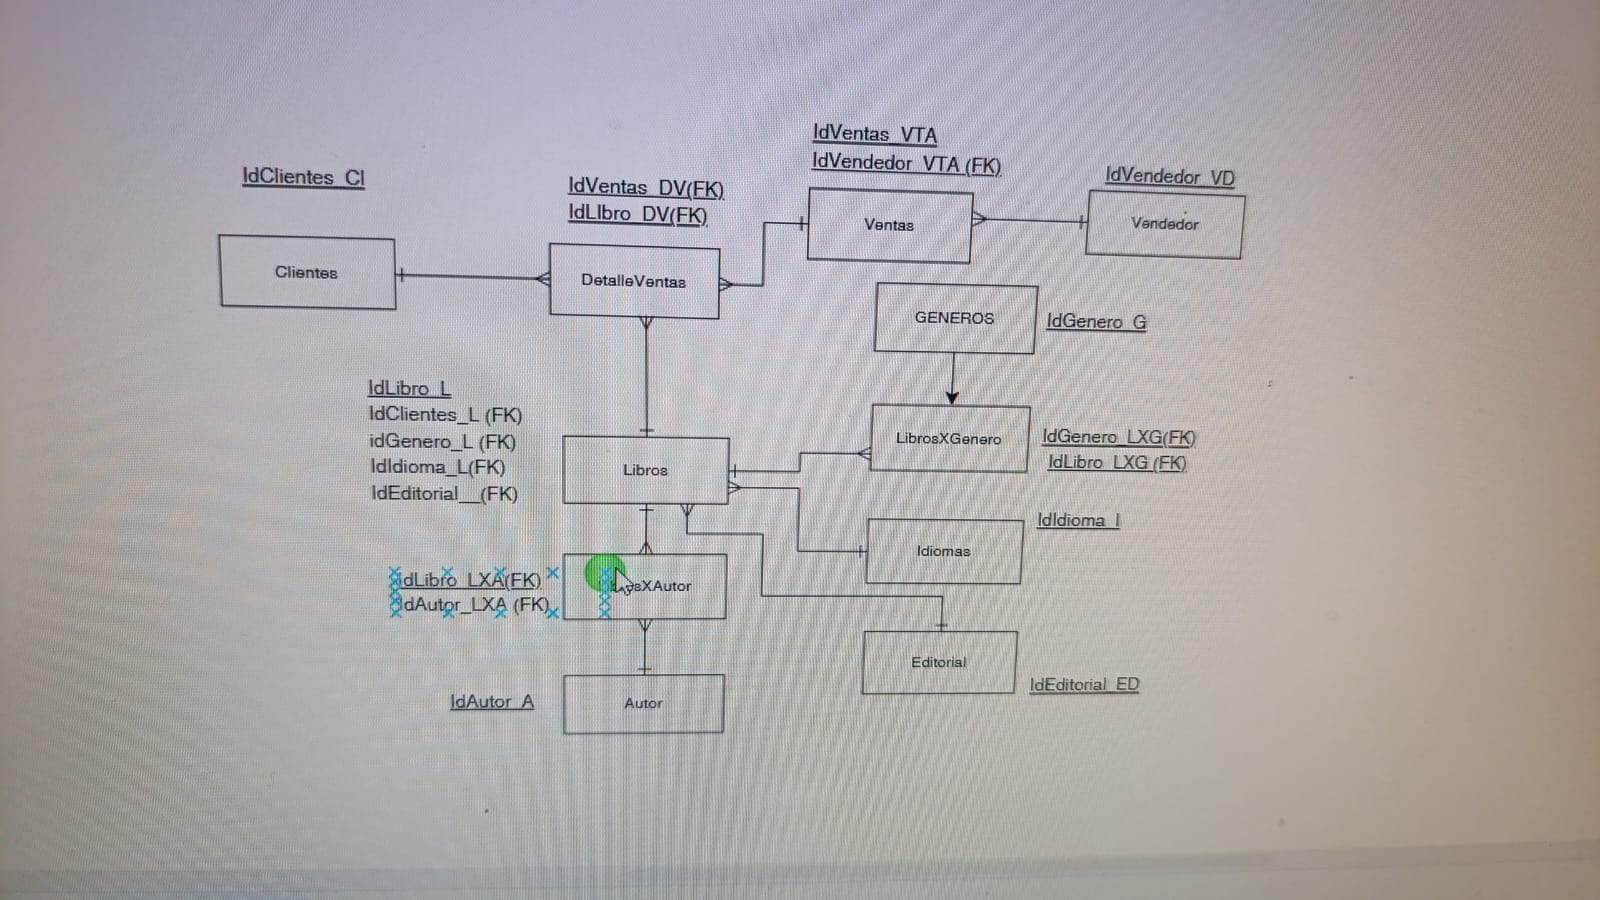 IdVentas_VTA
IdVendedor_VTA (FK)
IdClientes_Cl
IdVentas_DV(FK)
IdLIbro_DV(FK)
IdVendedor_VD
Ventas
Vendedor
Clientes
DetalleVentas
GENEROS
IdGenero_G
IdLibro_L
IdClientes_L (FK)
idGenero_L (FK)
IdIdioma_L(FK)
IdEditorial__(FK)
Libros
LibrosXGenero
IdGenero_LXG(FK)
IdLibro_LXG (FK)
IdIdioma_I
Idiomas
IdLibro_LXA(FK)
IdAutor_LXA (FK)
XAutor
Editorial
IdEditorial_ED
IdAutor_A
Autor